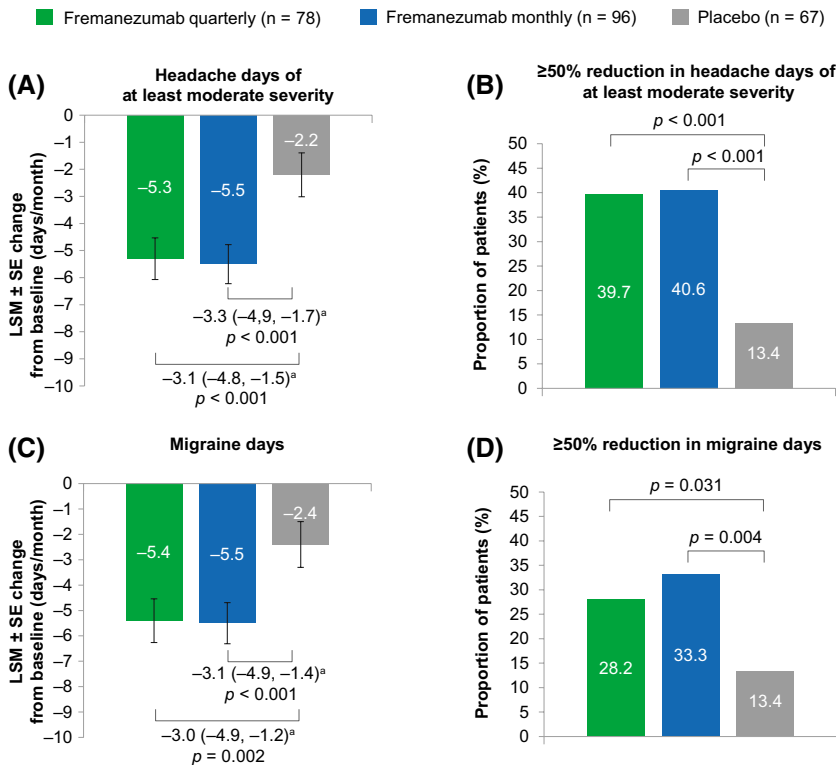 Fremanezumab quarterly (n = 78) Fremanezumab monthly (n = 96) Placebo (n = 67)
(A)
Headache days of
at least moderate severity
LSM ± SE change
from baseline (days/month)
0
–1
–2
–3
–4
–5
–6
–7
–8
–9
–10
–5.3
–5.5
–2.2
–3.3 (–4,9, –1.7)ᵃ
p < 0.001
–3.1 (–4.8, –1.5)ᵃ
p < 0.001
(B)
≥50% reduction in headache days of
at least moderate severity
Proportion of patients (%)
50
45
40
35
30
25
20
15
10
5
0
p < 0.001
p < 0.001
39.7
40.6
13.4
(C)
Migraine days
LSM ± SE change
from baseline (days/month)
0
–1
–2
–3
–4
–5
–6
–7
–8
–9
–10
–5.4
–5.5
–2.4
–3.1 (–4.9, –1.4)ᵃ
p < 0.001
–3.0 (–4.9, –1.2)ᵃ
p = 0.002
(D)
≥50% reduction in migraine days
Proportion of patients (%)
50
45
40
35
30
25
20
15
10
5
0
p = 0.031
p = 0.004
28.2
33.3
13.4